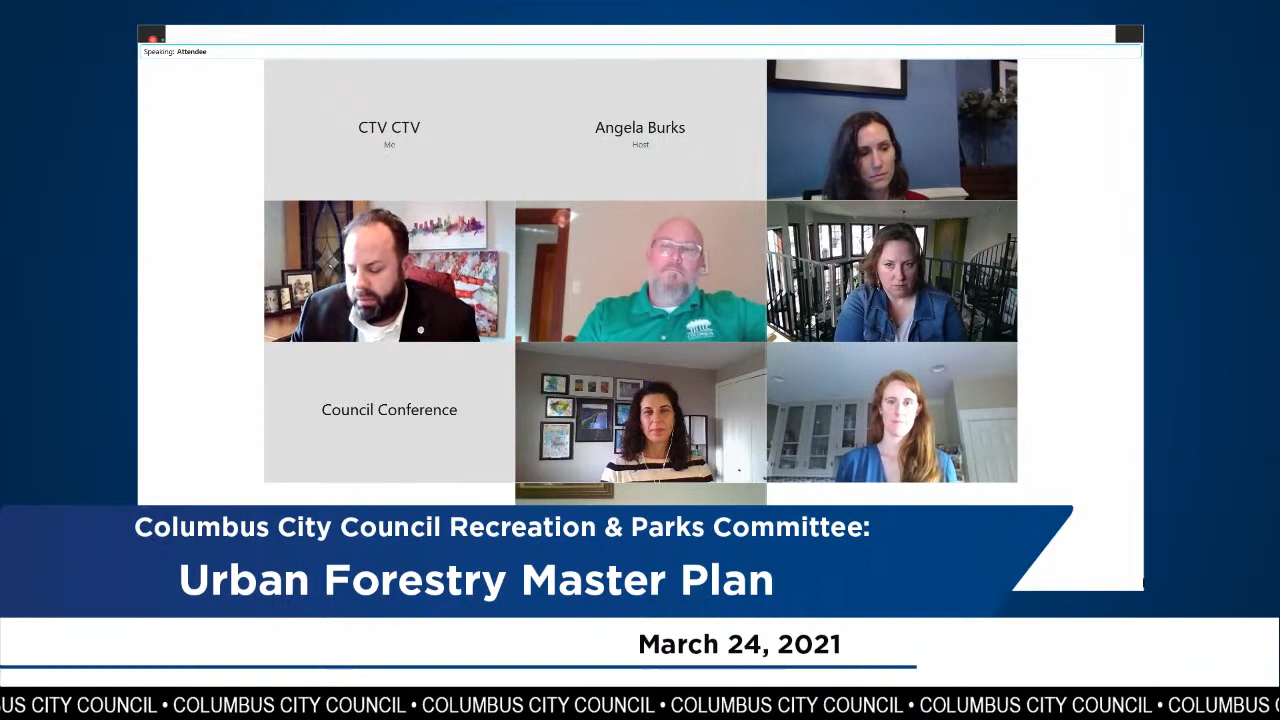 Speaking: Attendee
CTV CTV
Me
Angela Burks
Host
Council Conference
Columbus City Council Recreation & Parks Committee:
Urban Forestry Master Plan
March 24, 2021
US CITY COUNCIL • COLUMBUS CITY COUNCIL • COLUMBUS CITY COUNCIL • COLUMBUS CITY COUNCIL • COLUMBUS CITY COUNCIL • COLUMBUS